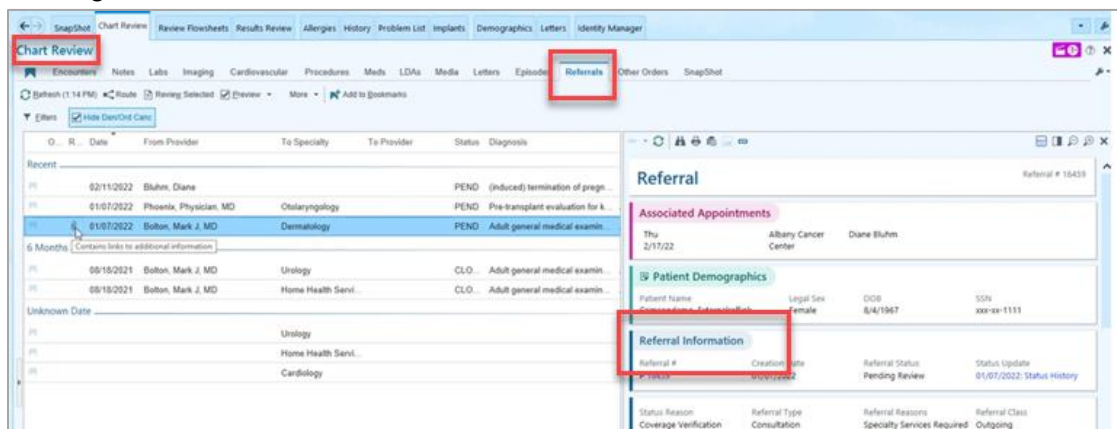 SnapShot Chart Review Review Flowsheets Results Review Allergies History Problem List Implants Demographics Letters Identity Manager
Chart Review
Encounters Notes Labs Imaging Cardiovascular Procedures Meds LDAs Media Letters Episodes Referrals Other Orders SnapShot
Refresh (1:14 PM) Route Review Selected Preview More Add to Bookmarks
Filters Hide Den/Ord Canc
O... R... Date From Provider To Specialty To Provider Status Diagnosis
Recent
02/11/2022 Bluhm, Diane PEND (induced) termination of pregn...
01/07/2022 Phoenix, Physician, MD Otolaryngology PEND Pre-transplant evaluation for k...
01/07/2022 Bolton, Mark J, MD Dermatology PEND Adult general medical examin...
6 Months Contains links to additional information
08/18/2021 Bolton, Mark J, MD Urology CLO... Adult general medical examin...
08/18/2021 Bolton, Mark J, MD Home Health Servi... CLO... Adult general medical examin...
Unknown Date
Urology
Home Health Servi...
Cardiology
Referral Referral # 16459
Associated Appointments
Thu Albany Cancer Diane Bluhm
2/17/22 Center
Patient Demographics
Patient Name Legal Sex DOB SSN
Female 8/4/1967 xxx-xx-1111
Referral Information
Referral # Creation Date Referral Status Status Update
01/07/2022 Pending Review 01/07/2022: Status History
Status Reason Referral Type Referral Reasons Referral Class
Coverage Verification Consultation Specialty Services Required Outgoing